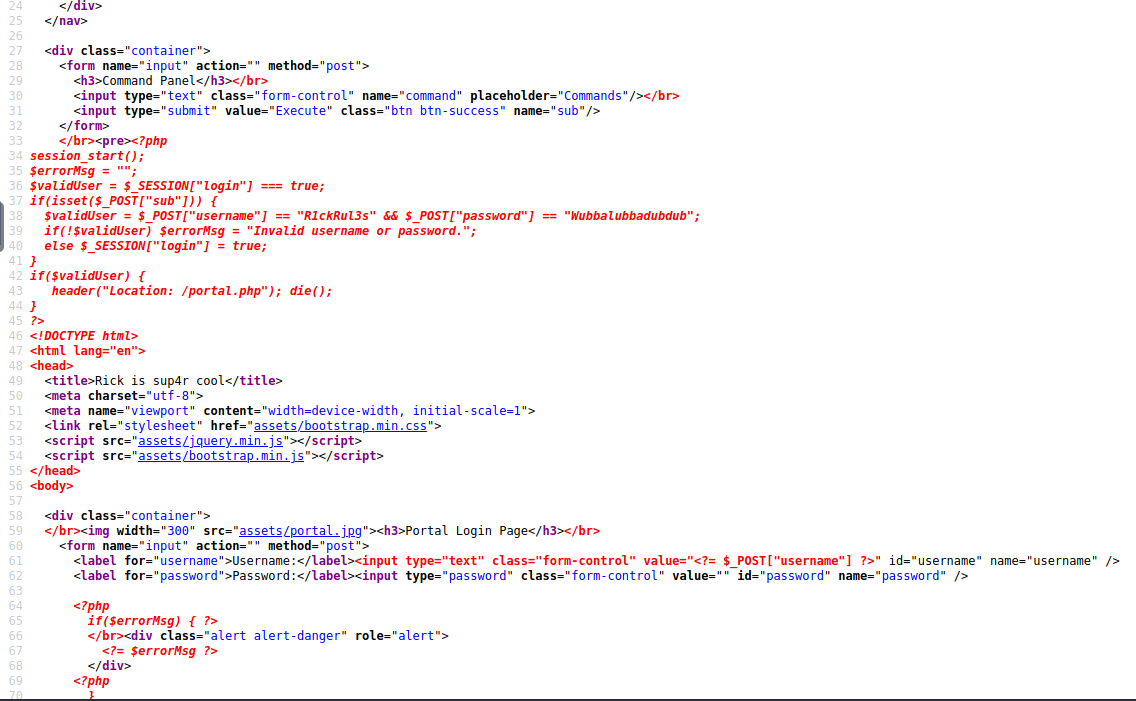 24 </div>
25 </nav>
26
27 <div class="container">
28 <form name="input" action="" method="post">
29 <h3>Command Panel</h3></br>
30 <input type="text" class="form-control" name="command" placeholder="Commands"/></br>
31 <input type="submit" value="Execute" class="btn btn-success" name="sub"/>
32 </form>
33 </br><pre><?php
34 session_start();
35 $errorMsg = "";
36 $validUser = $_SESSION["login"] === true;
37 if(isset($_POST["sub"])) {
38 $validUser = $_POST["username"] == "R1ckRul3s" && $_POST["password"] == "Wubbalubbadubdub";
39 if(!$validUser) $errorMsg = "Invalid username or password.";
40 else $_SESSION["login"] = true;
41 }
42 if($validUser) {
43 header("Location: /portal.php"); die();
44 }
45 ?>
46 <!DOCTYPE html>
47 <html lang="en">
48 <head>
49 <title>Rick is sup4r cool</title>
50 <meta charset="utf-8">
51 <meta name="viewport" content="width=device-width, initial-scale=1">
52 <link rel="stylesheet" href="assets/bootstrap.min.css">
53 <script src="assets/jquery.min.js"></script>
54 <script src="assets/bootstrap.min.js"></script>
55 </head>
56 <body>
57
58 <div class="container">
59 </br><img width="300" src="assets/portal.jpg"><h3>Portal Login Page</h3></br>
60 <form name="input" action="" method="post">
61 <label for="username">Username:</label><input type="text" class="form-control" value="<?= $_POST["username"] ?>" id="username" name="username" />
62 <label for="password">Password:</label><input type="password" class="form-control" value="" id="password" name="password" />
63
64 <?php
65 if($errorMsg) { ?>
66 </br><div class="alert alert-danger" role="alert">
67 <?= $errorMsg ?>
68 </div>
69 <?php
70 }